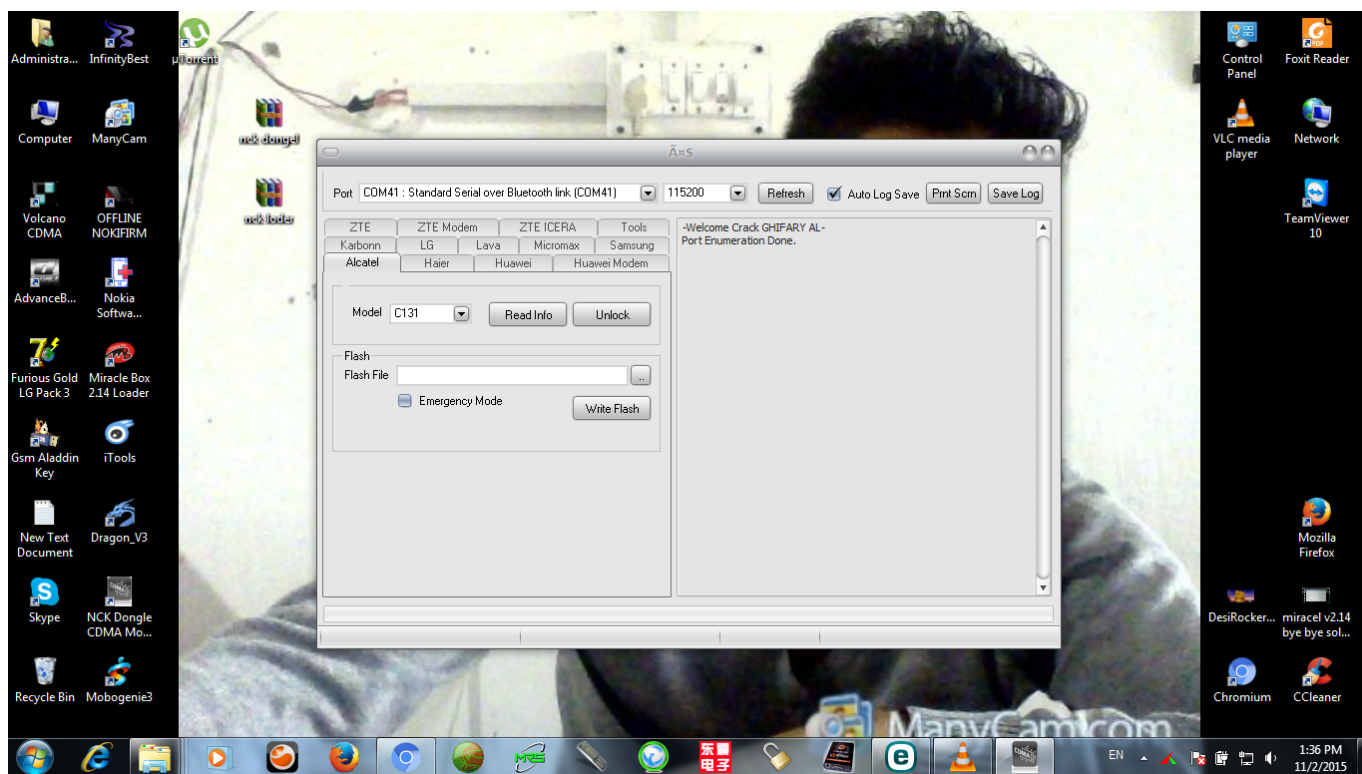 Administra...
InfinityBest
µTorrent
Computer
ManyCam
nck dongel
Volcano
CDMA
OFFLINE
NOKIFIRM
nck loder
AdvanceB...
Nokia
Softwa...
Furious Gold
LG Pack 3
Miracle Box
2.14 Loader
Gsm Aladdin
Key
iTools
New Text
Document
Dragon_V3
Skype
NCK Dongle
CDMA Mo...
Recycle Bin
Mobogenie3
Ã¤S
Port COM41 : Standard Serial over Bluetooth link (COM41) 115200 Refresh Auto Log Save Prnt Scrn Save Log
ZTE ZTE Modem ZTE ICERA Tools
Karbonn LG Lava Micromax Samsung
Alcatel Haier Huawei Huawei Modem
Model C131 Read Info Unlock
Flash
Flash File ..
Emergency Mode
Write Flash
-Welcome Crack GHIFARY AL-
Port Enumeration Done.
Control
Panel
Foxit Reader
VLC media
player
Network
TeamViewer
10
Mozilla
Firefox
DesiRocker...
miracel v2.14
bye bye sol...
Chromium
CCleaner
ManyCam.com
MRS
东震
电子
EN
1:36 PM
11/2/2015